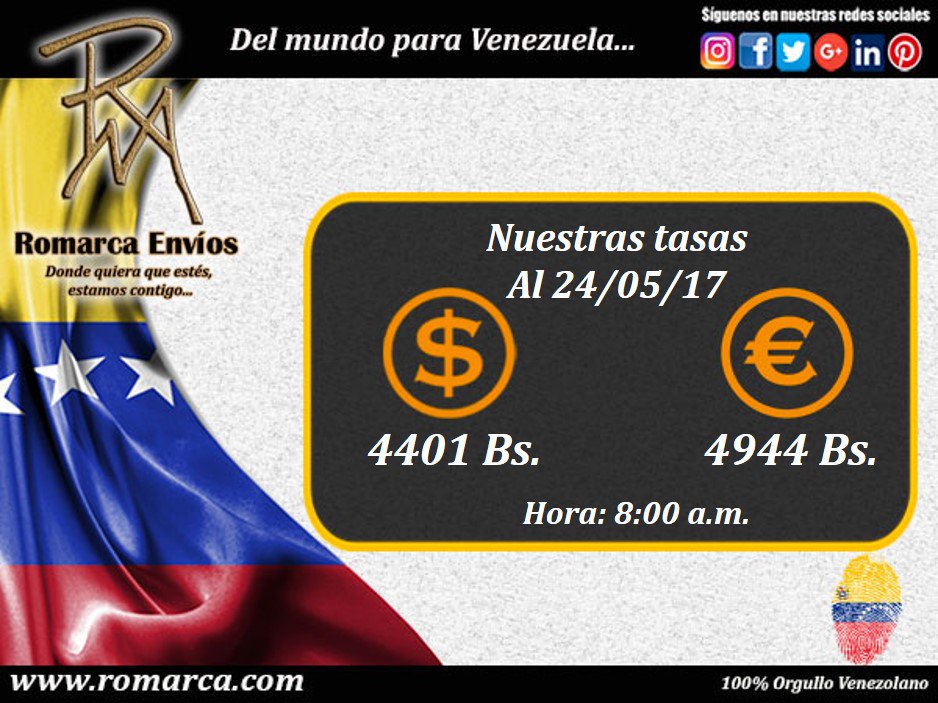 Síguenos en nuestras redes sociales
Del mundo para Venezuela...
Romarca Envíos
Donde quiera que estés,
estamos contigo...
Nuestras tasas
Al 24/05/17
$ €
4401 Bs. 4944 Bs.
Hora: 8:00 a.m.
www.romarca.com
100% Orgullo Venezolano